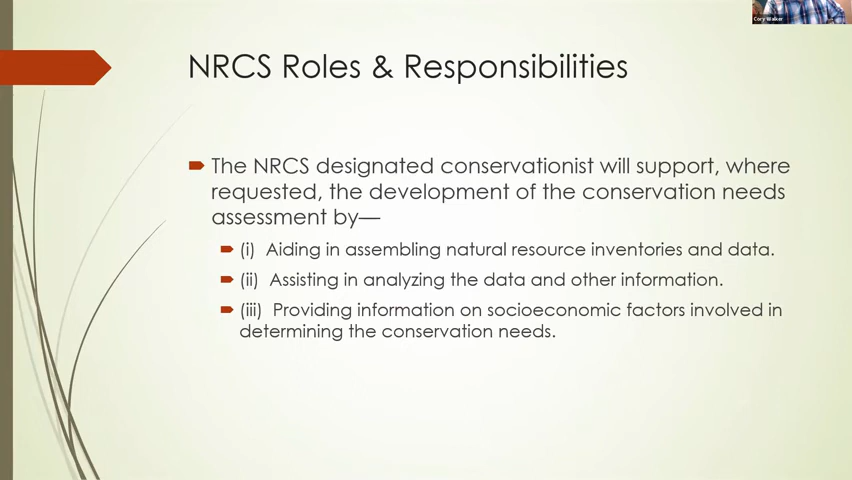 Cory Walker
NRCS Roles & Responsibilities
The NRCS designated conservationist will support, where
requested, the development of the conservation needs
assessment by—
(i) Aiding in assembling natural resource inventories and data.
(ii) Assisting in analyzing the data and other information.
(iii) Providing information on socioeconomic factors involved in
determining the conservation needs.